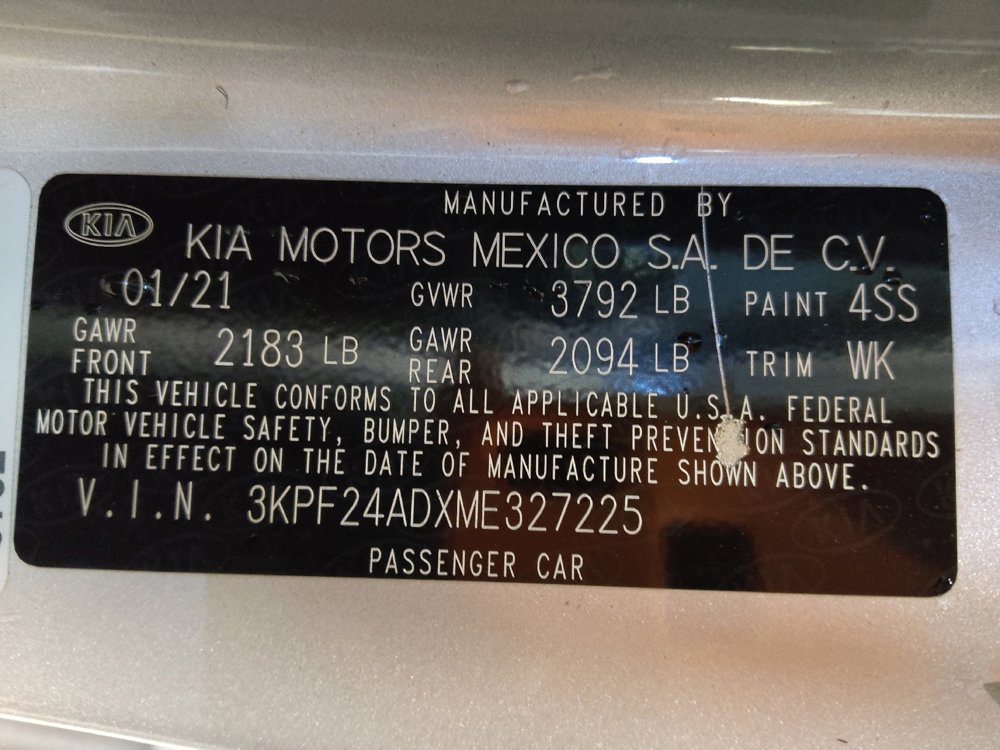 MANUFACTURED BY
KIA
KIA MOTORS MEXICO S.A. DE C.V.
01/21 GVWR 3792 LB PAINT 4SS
GAWR FRONT 2183 LB GAWR REAR 2094 LB TRIM WK
THIS VEHICLE CONFORMS TO ALL APPLICABLE U.S.A. FEDERAL
MOTOR VEHICLE SAFETY, BUMPER, AND THEFT PREVENTION STANDARDS
IN EFFECT ON THE DATE OF MANUFACTURE SHOWN ABOVE.
V.I.N. 3KPF24ADXME327225
PASSENGER CAR